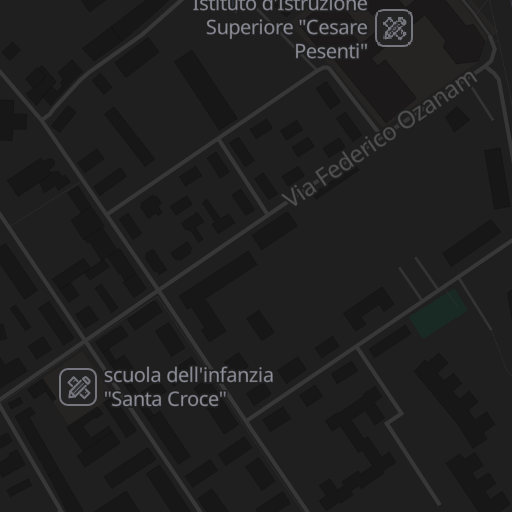 Istituto d'Istruzione
Superiore "Cesare
Pesenti"
Via Federico Ozanam
scuola dell'infanzia
"Santa Croce"